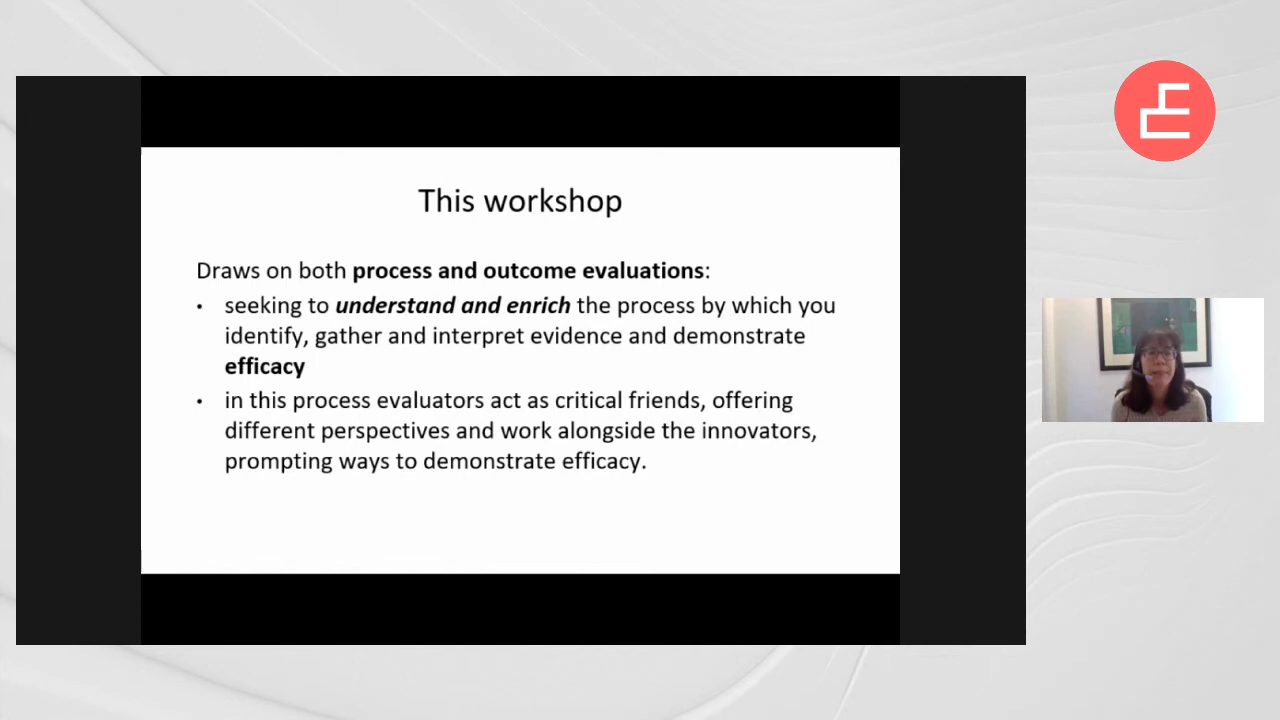 This workshop
Draws on both process and outcome evaluations:
• seeking to understand and enrich the process by which you
identify, gather and interpret evidence and demonstrate
efficacy
• in this process evaluators act as critical friends, offering
different perspectives and work alongside the innovators,
prompting ways to demonstrate efficacy.